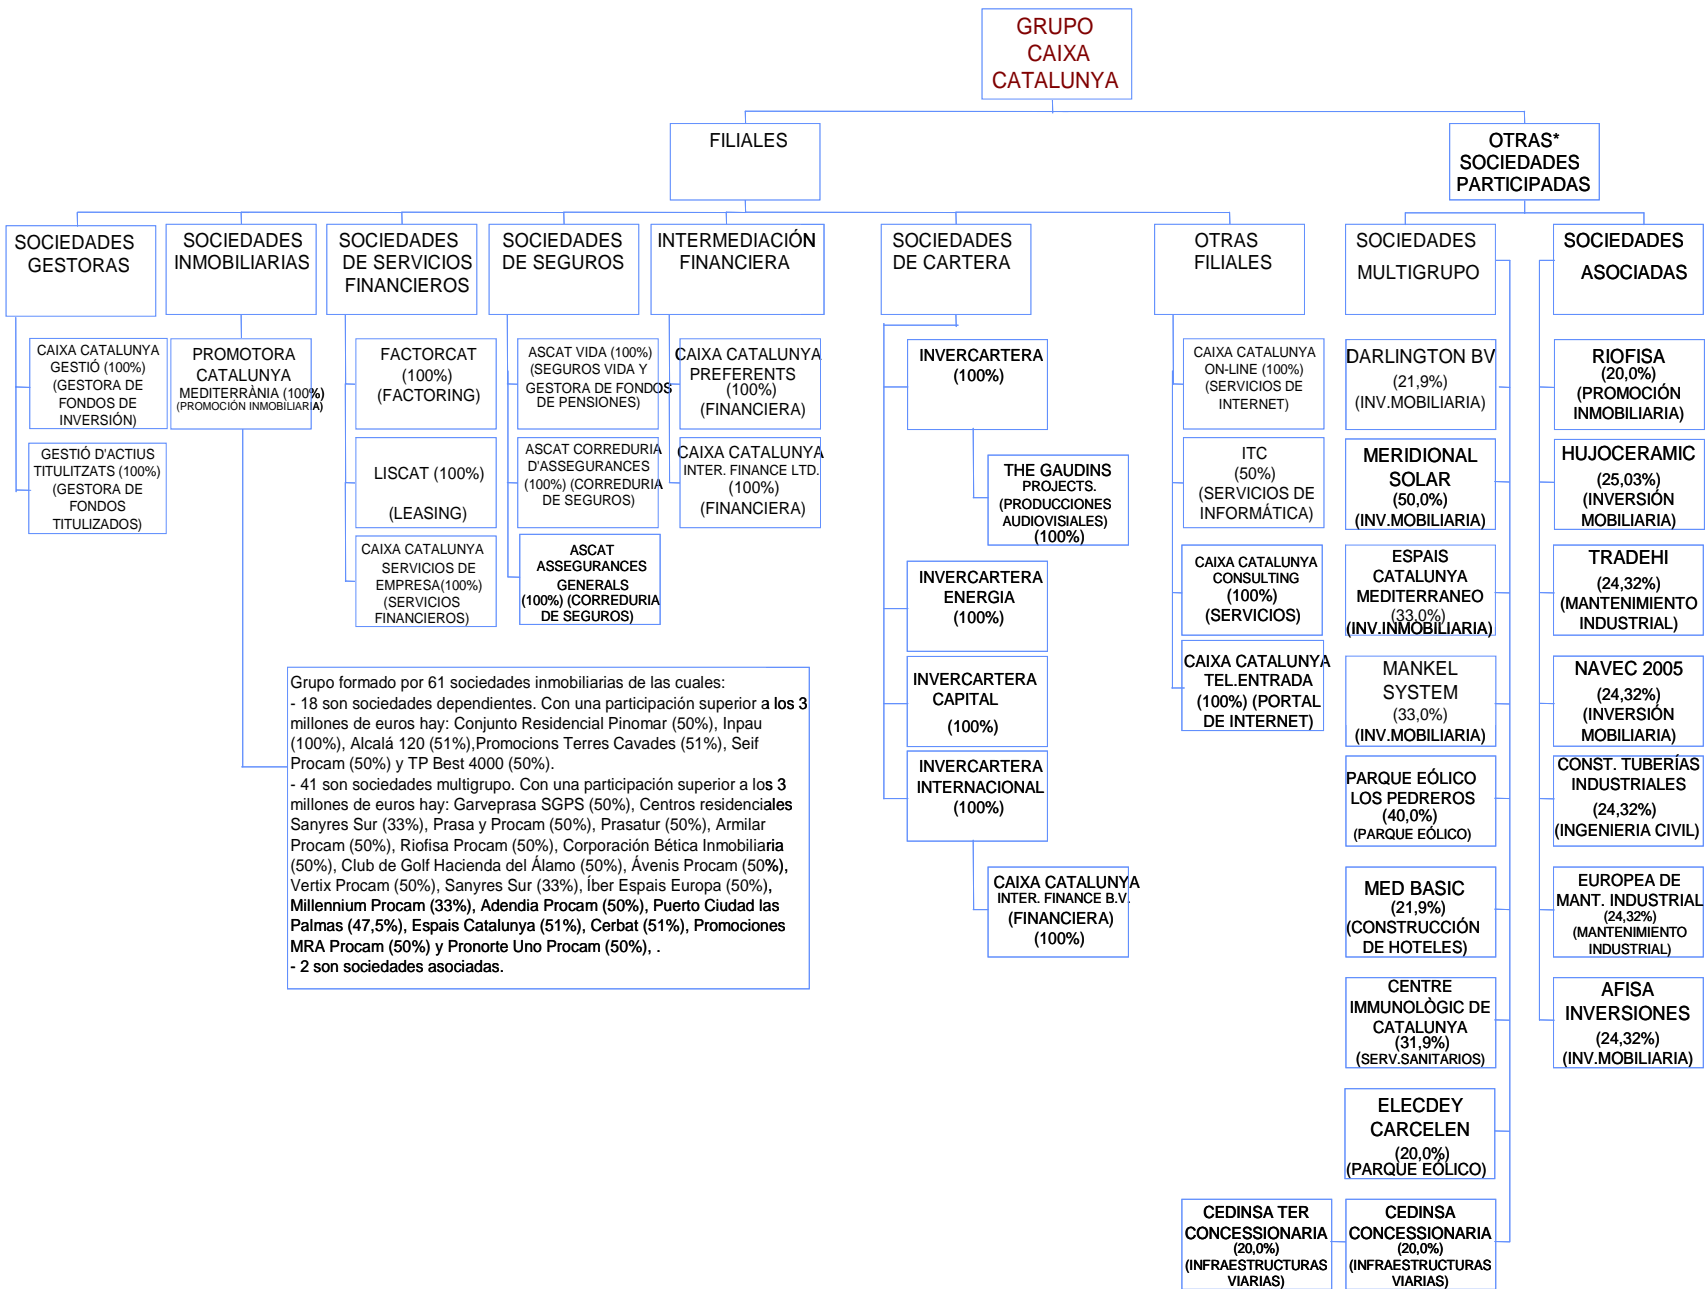 GRUPO
CAIXA
CATALUNYA
FILIALES
OTRAS*
SOCIEDADES
PARTICIPADAS
SOCIEDADES
GESTORAS
SOCIEDADES
INMOBILIARIAS
SOCIEDADES
DE SERVICIOS
FINANCIEROS
SOCIEDADES
DE SEGUROS
INTERMEDIACIÓN
FINANCIERA
SOCIEDADES
DE CARTERA
OTRAS
FILIALES
SOCIEDADES
MULTIGRUPO
SOCIEDADES
ASOCIADAS
CAIXA CATALUNYA
GESTIÓ (100%)
(GESTORA DE
FONDOS DE
INVERSIÓN)
GESTIÓ D'ACTIUS
TITULITZATS (100%)
(GESTORA DE
FONDOS
TITULIZADOS)
PROMOTORA
CATALUNYA
MEDITERRÀNIA (100%)
(PROMOCIÓN INMOBILIARIA)
FACTORCAT
(100%)
(FACTORING)
LISCAT (100%)
(LEASING)
CAIXA CATALUNYA
SERVICIOS DE
EMPRESA(100%)
(SERVICIOS
FINANCIEROS)
ASCAT VIDA (100%)
(SEGUROS VIDA Y
GESTORA DE FONDOS
DE PENSIONES)
ASCAT CORREDURIA
D'ASSEGURANCES
(100%) (CORREDURIA
DE SEGUROS)
ASCAT
ASSEGURANCES
GENERALS
(100%) (CORREDURIA
DE SEGUROS)
CAIXA CATALUNYA
PREFERENTS
(100%)
(FINANCIERA)
CAIXA CATALUNYA
INTER. FINANCE LTD.
(100%)
(FINANCIERA)
INVERCARTERA
(100%)
THE GAUDINS
PROJECTS.
(PRODUCCIONES
AUDIOVISIALES)
(100%)
INVERCARTERA
ENERGIA
(100%)
INVERCARTERA
CAPITAL
(100%)
INVERCARTERA
INTERNACIONAL
(100%)
CAIXA CATALUNYA
INTER. FINANCE B.V.
(FINANCIERA)
(100%)
CAIXA CATALUNYA
ON-LINE (100%)
(SERVICIOS DE
INTERNET)
ITC
(50%)
(SERVICIOS DE
INFORMÁTICA)
CAIXA CATALUNYA
CONSULTING
(100%)
(SERVICIOS)
CAIXA CATALUNYA
TEL.ENTRADA
(100%) (PORTAL
DE INTERNET)
DARLINGTON BV
(21,9%)
(INV.MOBILIARIA)
MERIDIONAL
SOLAR
(50,0%)
(INV.MOBILIARIA)
ESPAIS
CATALUNYA
MEDITERRANEO
(33,0%)
(INV.INMOBILIARIA)
MANKEL
SYSTEM
(33,0%)
(INV.MOBILIARIA)
PARQUE EÓLICO
LOS PEDREROS
(40,0%)
(PARQUE EÓLICO)
MED BASIC
(21,9%)
(CONSTRUCCIÓN
DE HOTELES)
CENTRE
IMMUNOLÒGIC DE
CATALUNYA
(31,9%)
(SERV.SANITARIOS)
ELECDEY
CARCELEN
(20,0%)
(PARQUE EÓLICO)
CEDINSA TER
CONCESSIONARIA
(20,0%)
(INFRAESTRUCTURAS
VIARIAS)
CEDINSA
CONCESSIONARIA
(20,0%)
(INFRAESTRUCTURAS
VIARIAS)
RIOFISA
(20,0%)
(PROMOCIÓN
INMOBILIARIA)
HUJOCERAMIC
(25,03%)
(INVERSIÓN
MOBILIARIA)
TRADEHI
(24,32%)
(MANTENIMIENTO
INDUSTRIAL)
NAVEC 2005
(24,32%)
(INVERSIÓN
MOBILIARIA)
CONST. TUBERÍAS
INDUSTRIALES
(24,32%)
(INGENIERIA CIVIL)
EUROPEA DE
MANT. INDUSTRIAL
(24,32%)
(MANTENIMIENTO
INDUSTRIAL)
AFISA
INVERSIONES
(24,32%)
(INV.MOBILIARIA)
Grupo formado por 61 sociedades inmobiliarias de las cuales:
- 18 son sociedades dependientes. Con una participación superior a los 3
millones de euros hay: Conjunto Residencial Pinomar (50%), Inpau
(100%), Alcalá 120 (51%),Promocions Terres Cavades (51%), Seif
Procam (50%) y TP Best 4000 (50%).
- 41 son sociedades multigrupo. Con una participación superior a los 3
millones de euros hay: Garveprasa SGPS (50%), Centros residenciales
Sanyres Sur (33%), Prasa y Procam (50%), Prasatur (50%), Armilar
Procam (50%), Riofisa Procam (50%), Corporación Bética Inmobiliaria
(50%), Club de Golf Hacienda del Álamo (50%), Ávenis Procam (50%),
Vertix Procam (50%), Sanyres Sur (33%), Íber Espais Europa (50%),
Millennium Procam (33%), Adendia Procam (50%), Puerto Ciudad las
Palmas (47,5%), Espais Catalunya (51%), Cerbat (51%), Promociones
MRA Procam (50%) y Pronorte Uno Procam (50%), .
- 2 son sociedades asociadas.